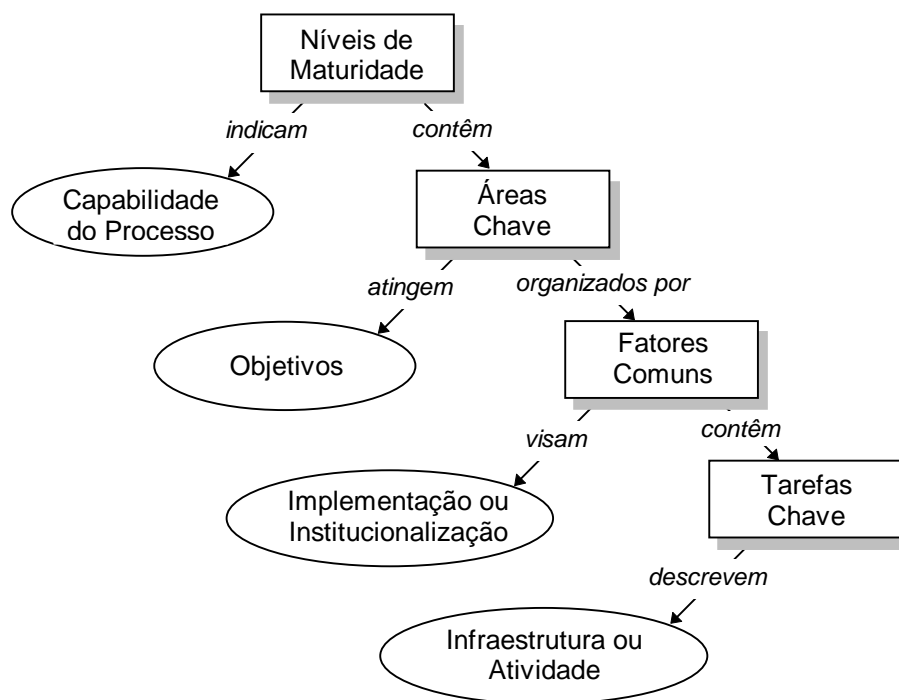 Níveis de
Maturidade
indicam
contêm
Capabilidade
do Processo
Áreas
Chave
atingem
organizados por
Objetivos
Fatores
Comuns
visam
contêm
Implementação ou
Institucionalização
Tarefas
Chave
descrevem
Infraestrutura ou
Atividade